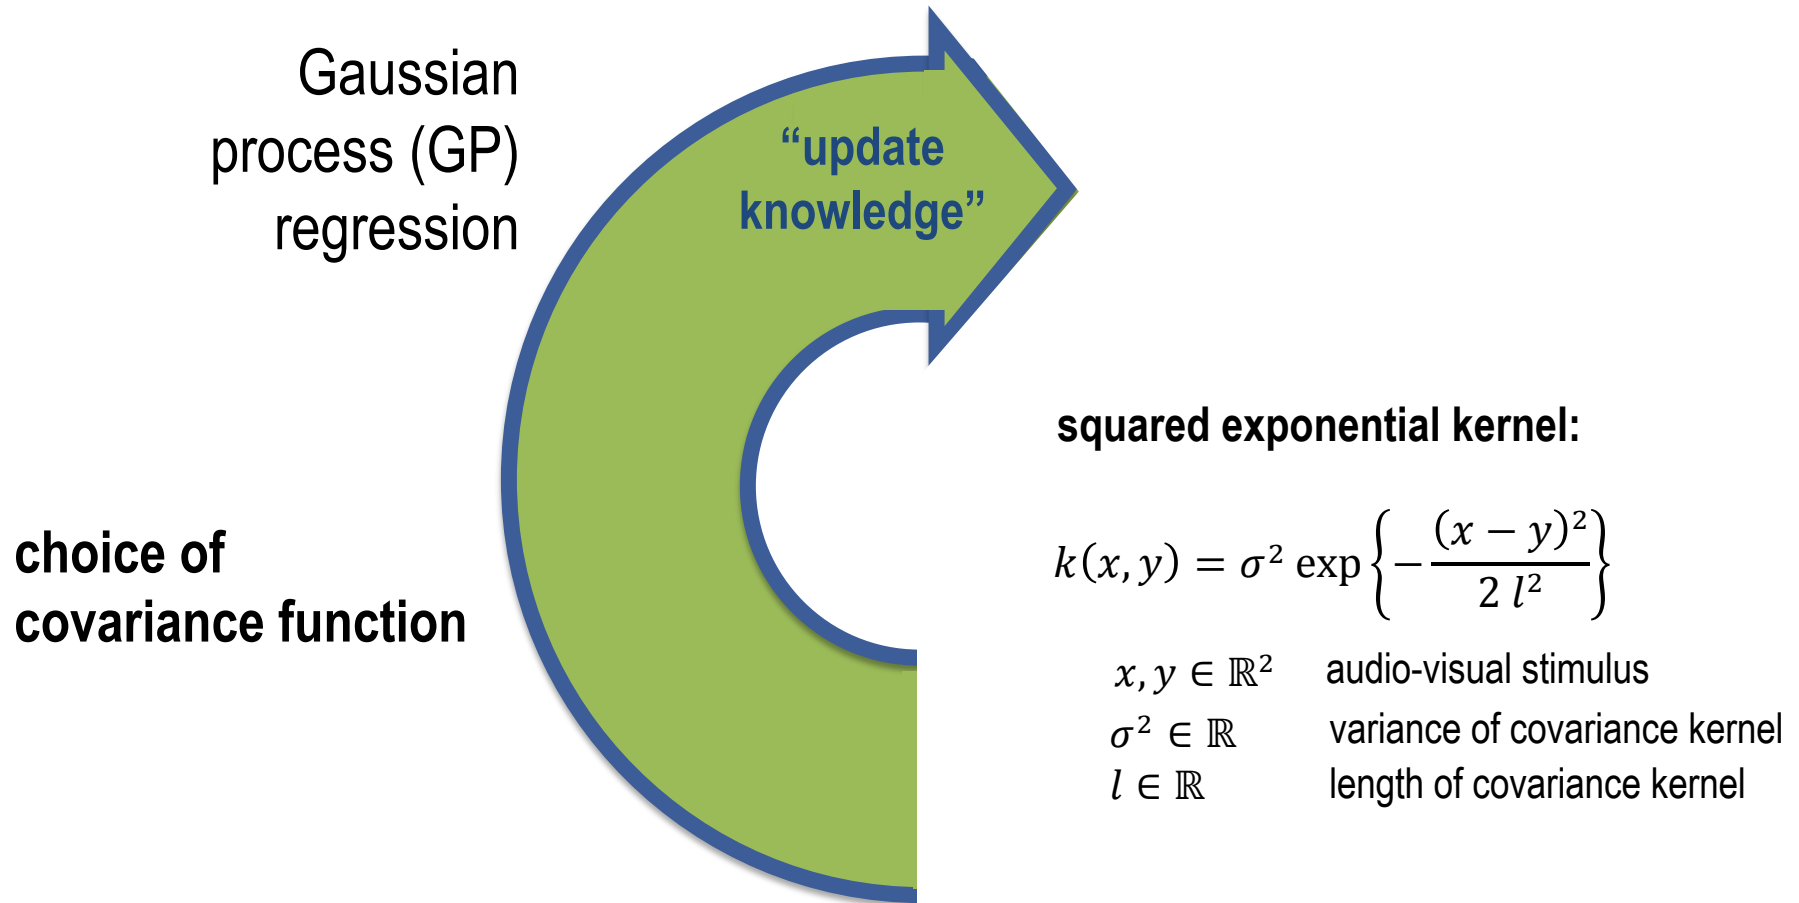 Gaussian
process (GP)
regression
“update
knowledge”
choice of
covariance function
squared exponential kernel:
k(x, y) = σ² exp{−(x − y)² / 2 l²}
x, y ∈ ℝ² audio-visual stimulus
σ² ∈ ℝ variance of covariance kernel
l ∈ ℝ length of covariance kernel